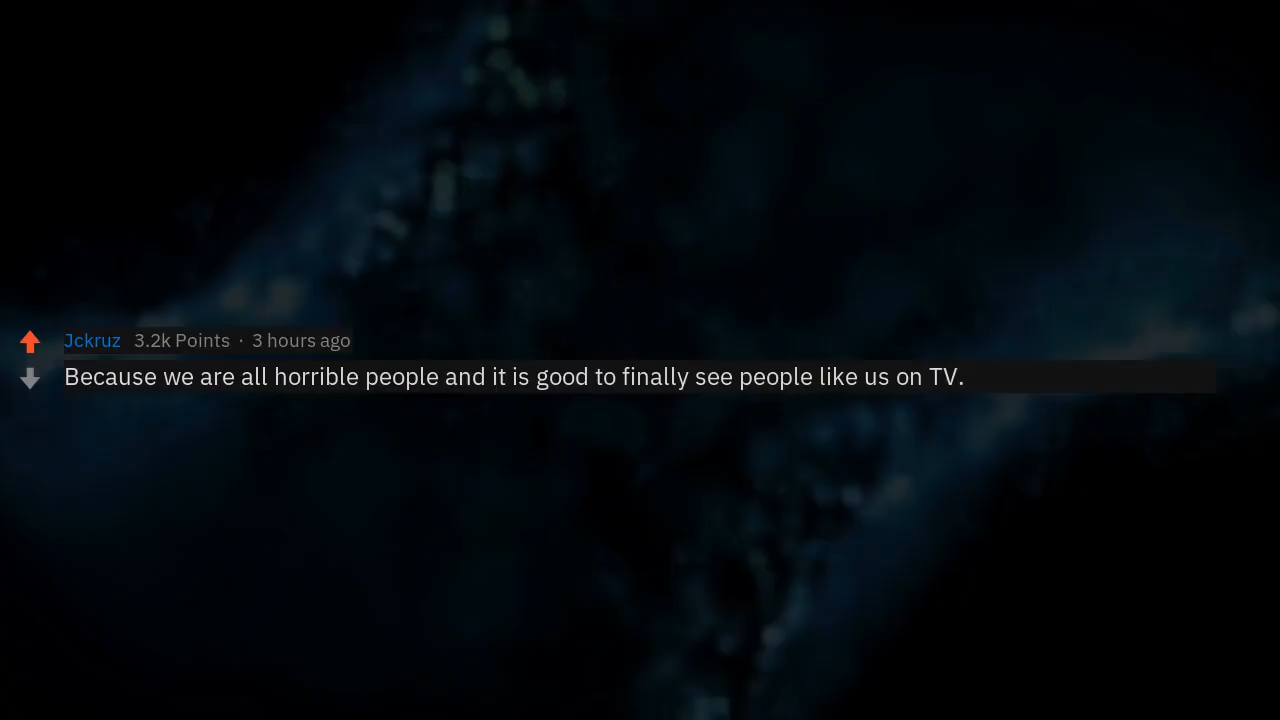 Jckruz 3.2k Points · 3 hours ago
Because we are all horrible people and it is good to finally see people like us on TV.